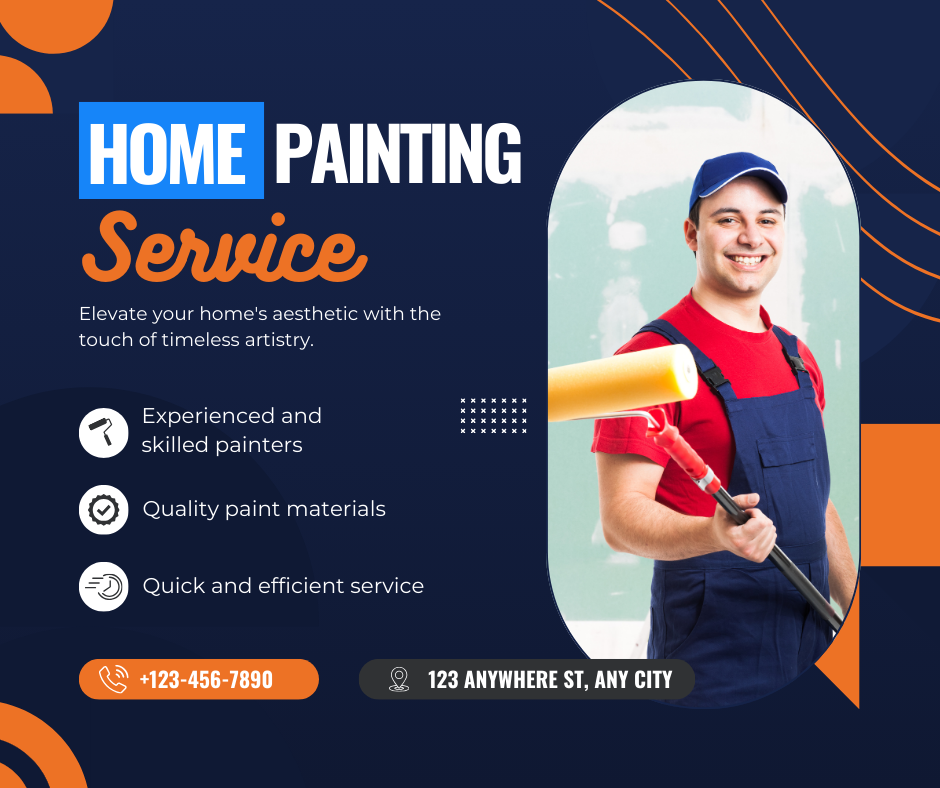 HOME PAINTING
Service
Elevate your home's aesthetic with the
touch of timeless artistry.
Experienced and
skilled painters
Quality paint materials
Quick and efficient service
+123-456-7890
123 ANYWHERE ST, ANY CITY